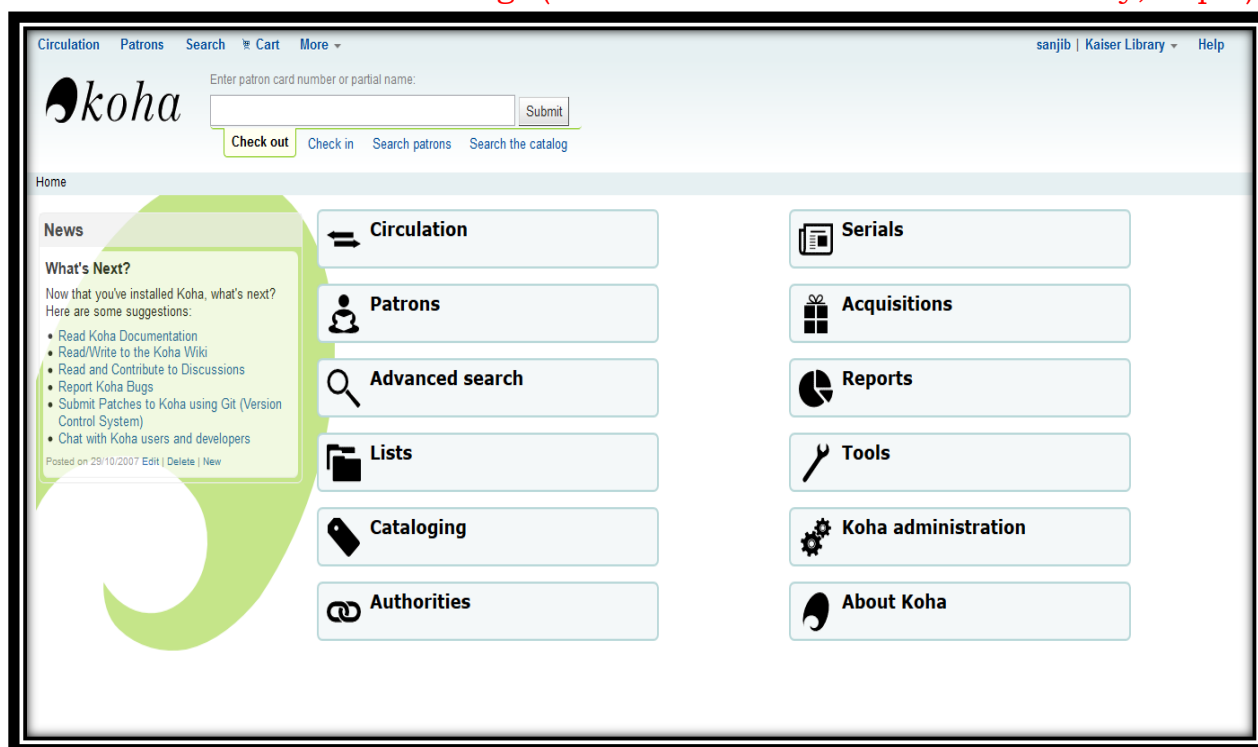 Circulation Patrons Search Cart More
sanjib | Kaiser Library Help
koha
Enter patron card number or partial name:
Submit
Check out Check in Search patrons Search the catalog
Home
News
What's Next?
Now that you've installed Koha, what's next?
Here are some suggestions:
• Read Koha Documentation
• Read/Write to the Koha Wiki
• Read and Contribute to Discussions
• Report Koha Bugs
• Submit Patches to Koha using Git (Version
Control System)
• Chat with Koha users and developers
Posted on 29/10/2007 Edit | Delete | New
Circulation
Patrons
Advanced search
Lists
Cataloging
Authorities
Serials
Acquisitions
Reports
Tools
Koha administration
About Koha